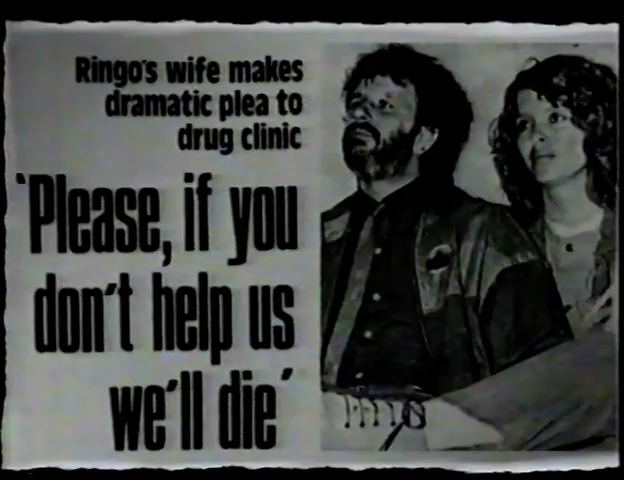 Ringo's wife makes
dramatic plea to
drug clinic
'Please, if you
don't help us
we'll die'